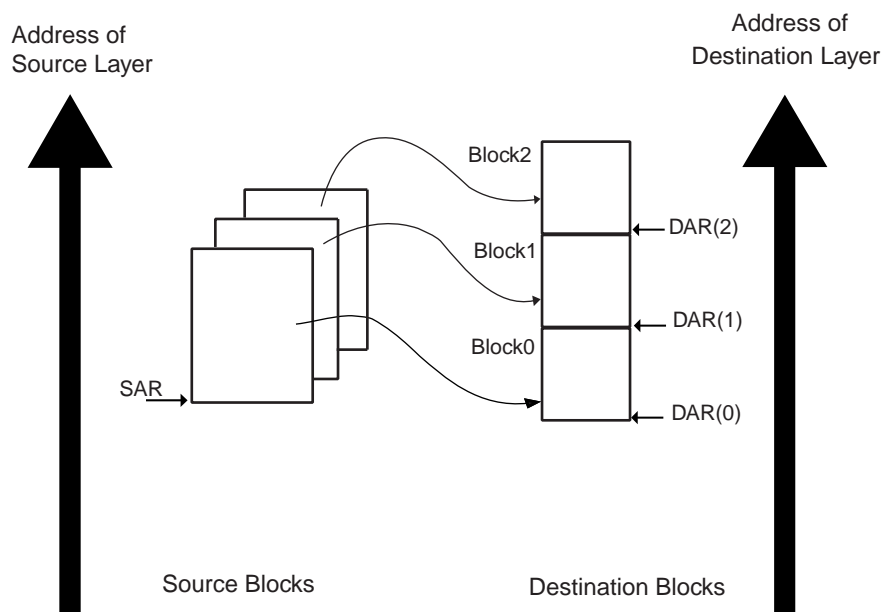 Address of
Source Layer
Address of
Destination Layer
Block2
DAR(2)
Block1
DAR(1)
Block0
SAR
DAR(0)
Source Blocks
Destination Blocks